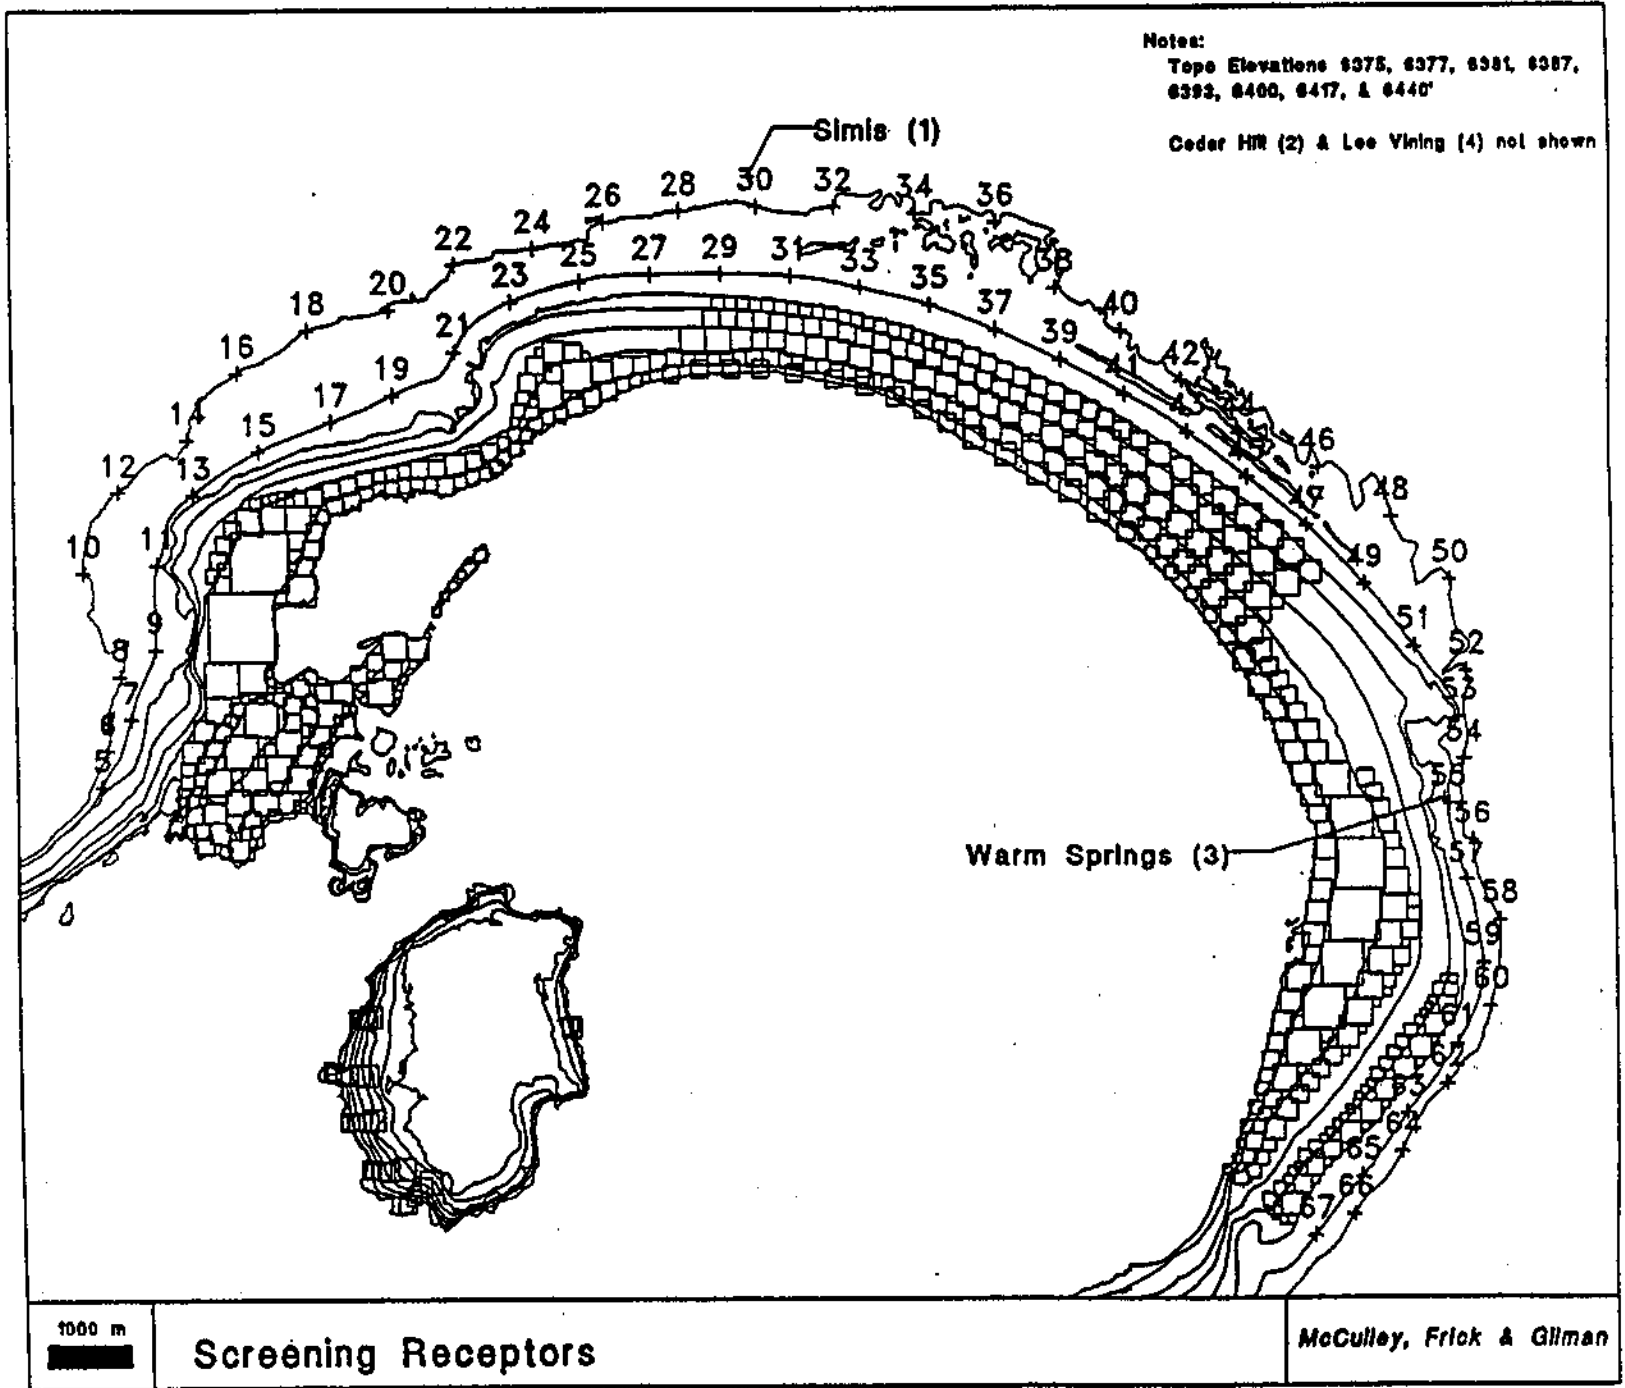 Notes:
Topo Elevations 6375, 6377, 6381, 6387,
6392, 6400, 6417, & 6440'
Cedar Hill (2) & Lee Vining (4) not shown
Simis (1)
26 28 30 32 34 36
22 24
25 27 29 31 33 35 38
20 23 37 40
18 21 39 41 42
16 19
14 17 46
12 13 15 47 48
10 11 49 50
9 51 52
8 53
7 54
6
5 56
57
Warm Springs (3)
58
59
60
61
63
64
65
66
67
1000 m
Screening Receptors
McCulley, Frick & Gilman